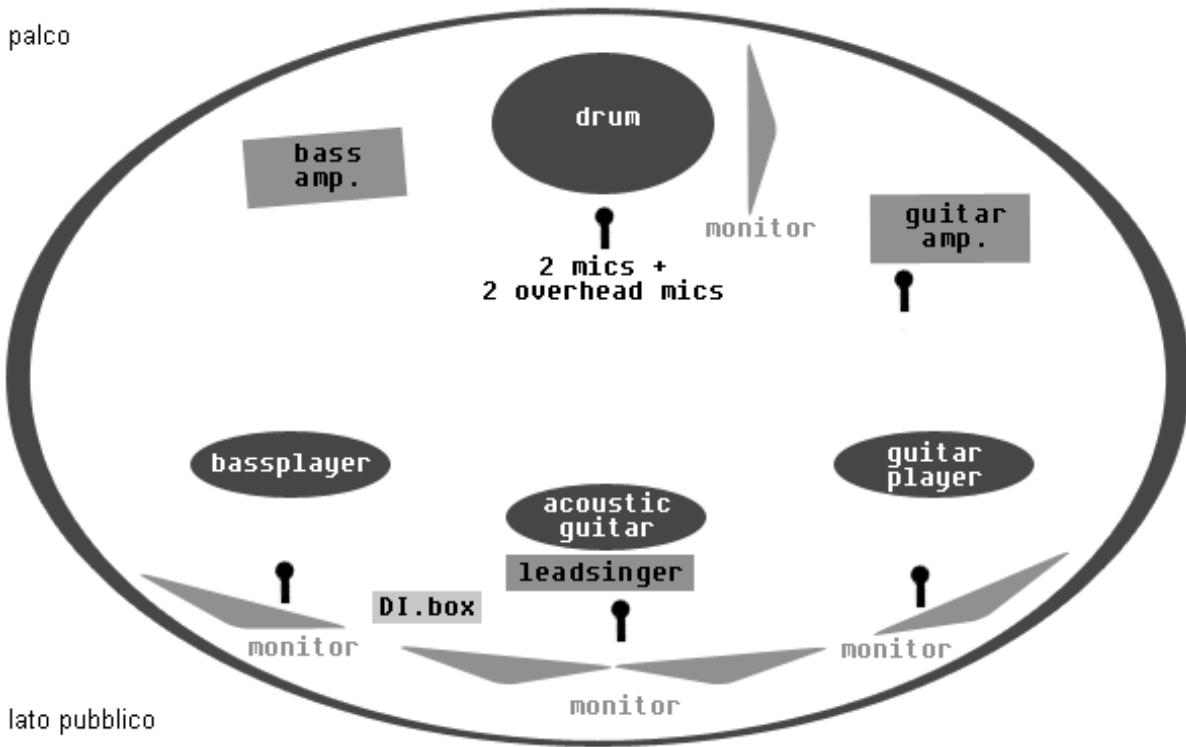 palco
drum
bass
amp.
monitor
guitar
amp.
2 mics +
2 overhead mics
bassplayer
guitar
player
acoustic
guitar
leadsinger
DI.box
monitor
monitor
monitor
lato pubblico